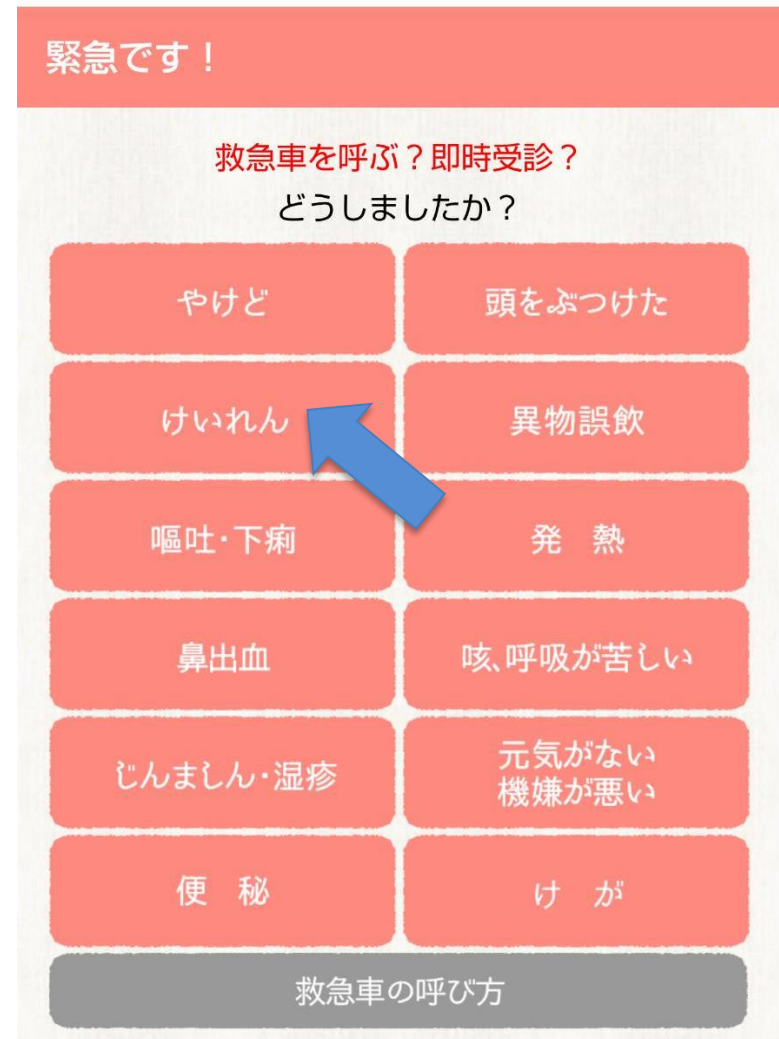 緊急です！
救急車を呼ぶ？即時受診？
どうしましたか？
やけど
頭をぶつけた
けいれん
異物誤飲
嘔吐・下痢
発　熱
鼻出血
咳、呼吸が苦しい
じんましん・湿疹
元気がない
機嫌が悪い
便　秘
け　が
救急車の呼び方